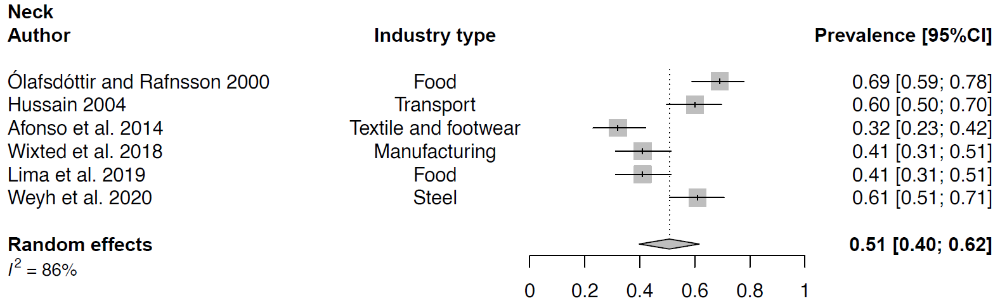 Neck
Author Industry type Prevalence [95%CI]
Ólafsdóttir and Rafnsson 2000 Food 0.69 [0.59; 0.78]
Hussain 2004 Transport 0.60 [0.50; 0.70]
Afonso et al. 2014 Textile and footwear 0.32 [0.23; 0.42]
Wixted et al. 2018 Manufacturing 0.41 [0.31; 0.51]
Lima et al. 2019 Food 0.41 [0.31; 0.51]
Weyh et al. 2020 Steel 0.61 [0.51; 0.71]
Random effects 0.51 [0.40; 0.62]
I² = 86%
0 0.2 0.4 0.6 0.8 1